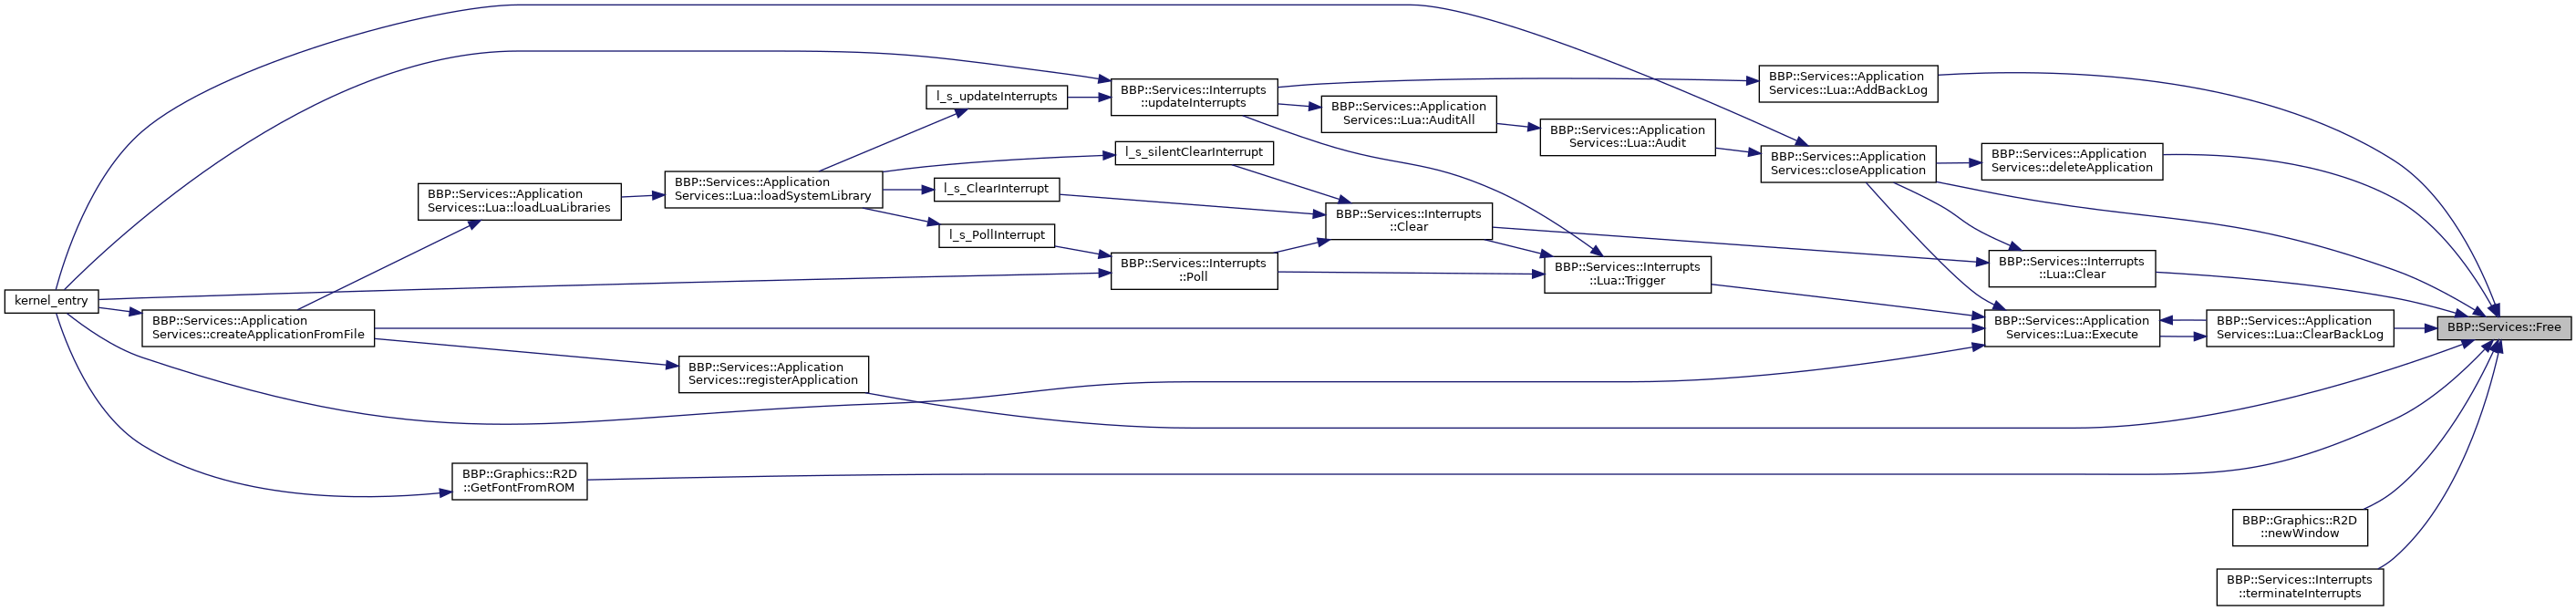 kernel_entry
BBP::Services::Application
Services::createApplicationFromFile
BBP::Services::Application
Services::Lua::loadLuaLibraries
BBP::Graphics::R2D
::GetFontFromROM
BBP::Services::Application
Services::Lua::loadSystemLibrary
BBP::Services::Application
Services::registerApplication
l_s_updateInterrupts
l_s_ClearInterrupt
l_s_PollInterrupt
BBP::Services::Interrupts
::updateInterrupts
l_s_silentClearInterrupt
BBP::Services::Interrupts
::Poll
BBP::Services::Application
Services::Lua::AuditAll
BBP::Services::Interrupts
::Clear
BBP::Services::Application
Services::Lua::Audit
BBP::Services::Interrupts
::Lua::Trigger
BBP::Services::Application
Services::Lua::AddBackLog
BBP::Services::Application
Services::closeApplication
BBP::Services::Application
Services::deleteApplication
BBP::Services::Interrupts
::Lua::Clear
BBP::Services::Application
Services::Lua::Execute
BBP::Services::Application
Services::Lua::ClearBackLog
BBP::Graphics::R2D
::newWindow
BBP::Services::Interrupts
::terminateInterrupts
BBP::Services::Free